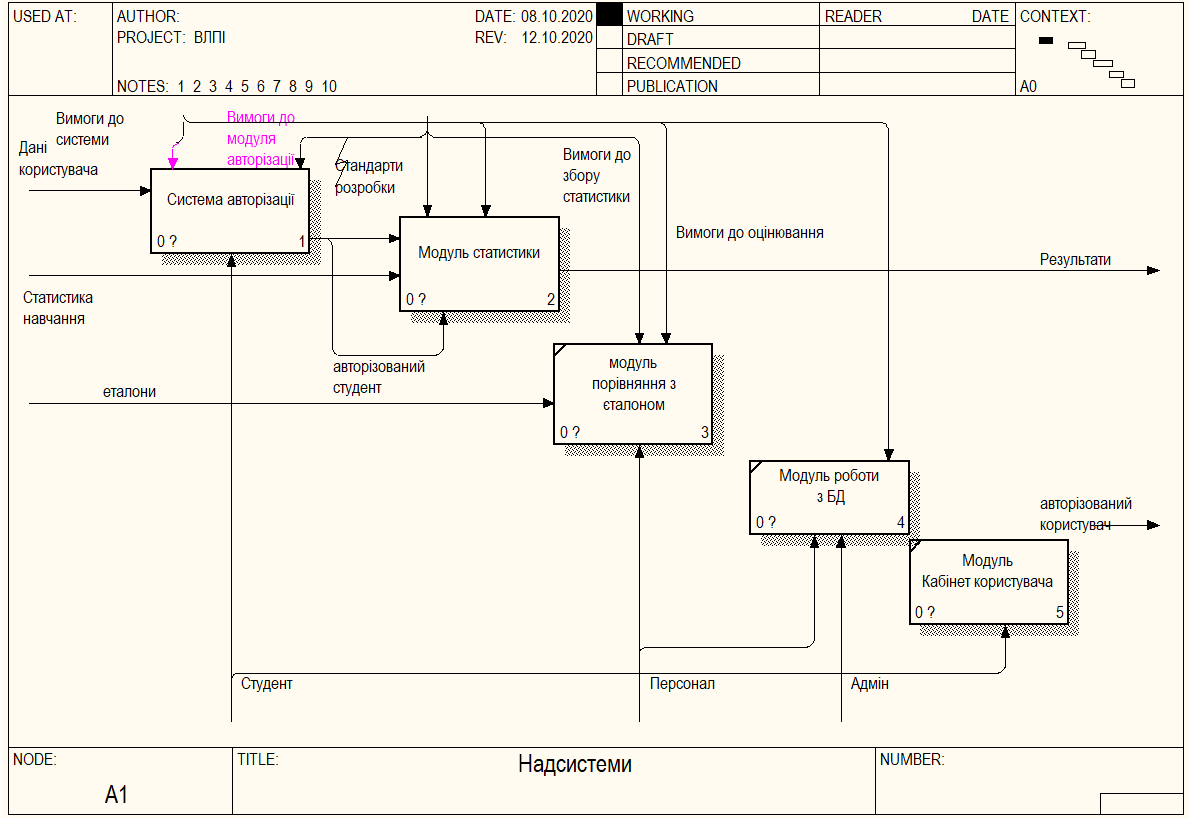 USED AT:
AUTHOR:
DATE: 08.10.2020
PROJECT: ВЛПІ
REV: 12.10.2020
NOTES: 1 2 3 4 5 6 7 8 9 10
WORKING
DRAFT
RECOMMENDED
PUBLICATION
READER
DATE
CONTEXT:
A0
Вимоги до
системи
Вимоги до
модуля
авторізації
Дані
користувача
Стандарти
розробки
Вимоги до
збору
статистики
Система авторізації
0 ?
1
Вимоги до оцінювання
Модуль статистики
0 ?
2
Результати
Статистика
навчання
авторізований
студент
еталони
модуль
порівняння з
єталоном
0 ?
3
Модуль роботи
з БД
0 ?
4
авторізований
користувач
Модуль
Кабінет користувача
0 ?
5
Студент
Персонал
Адмін
NODE:
A1
TITLE:
Надсистеми
NUMBER: